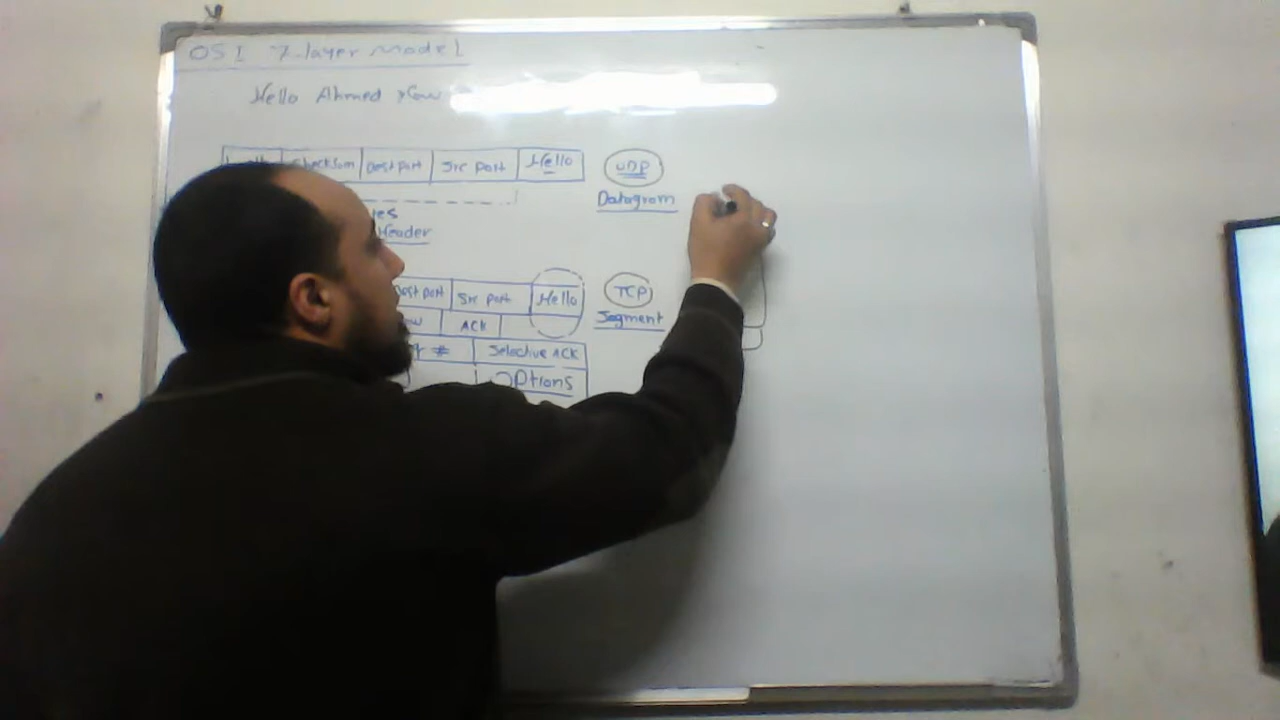 OSI 7-layer Model
Hello Ahmed How
Checksum Dest port Src port Hello UDP
Datagram
Header
Dest port Src port Hello TCP
ACK Segment
# Selective ACK
Options